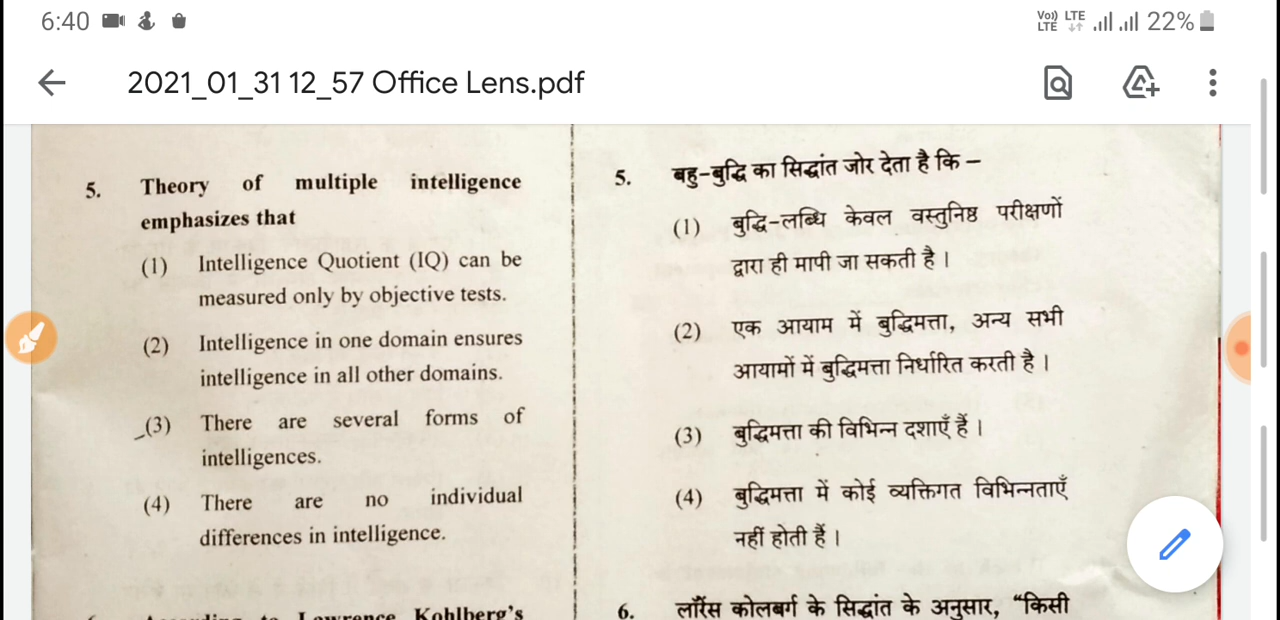 6:40
Vo)) LTE
LTE
22%
2021_01_31 12_57 Office Lens.pdf
5. Theory of multiple intelligence
emphasizes that
(1) Intelligence Quotient (IQ) can be
measured only by objective tests.
(2) Intelligence in one domain ensures
intelligence in all other domains.
(3) There are several forms of
intelligences.
(4) There are no individual
differences in intelligence.
Lawrence Kohlberg's
5. बहु-बुद्धि का सिद्धांत जोर देता है कि –
(1) बुद्धि-लब्धि केवल वस्तुनिष्ठ परीक्षणों
द्वारा ही मापी जा सकती है ।
(2) एक आयाम में बुद्धिमत्ता, अन्य सभी
आयामों में बुद्धिमत्ता निर्धारित करती है ।
(3) बुद्धिमत्ता की विभिन्न दशाएँ हैं ।
(4) बुद्धिमत्ता में कोई व्यक्तिगत विभिन्नताएँ
नहीं होती हैं ।
6. लॉरेंस कोलबर्ग के सिद्धांत के अनुसार, “किसी